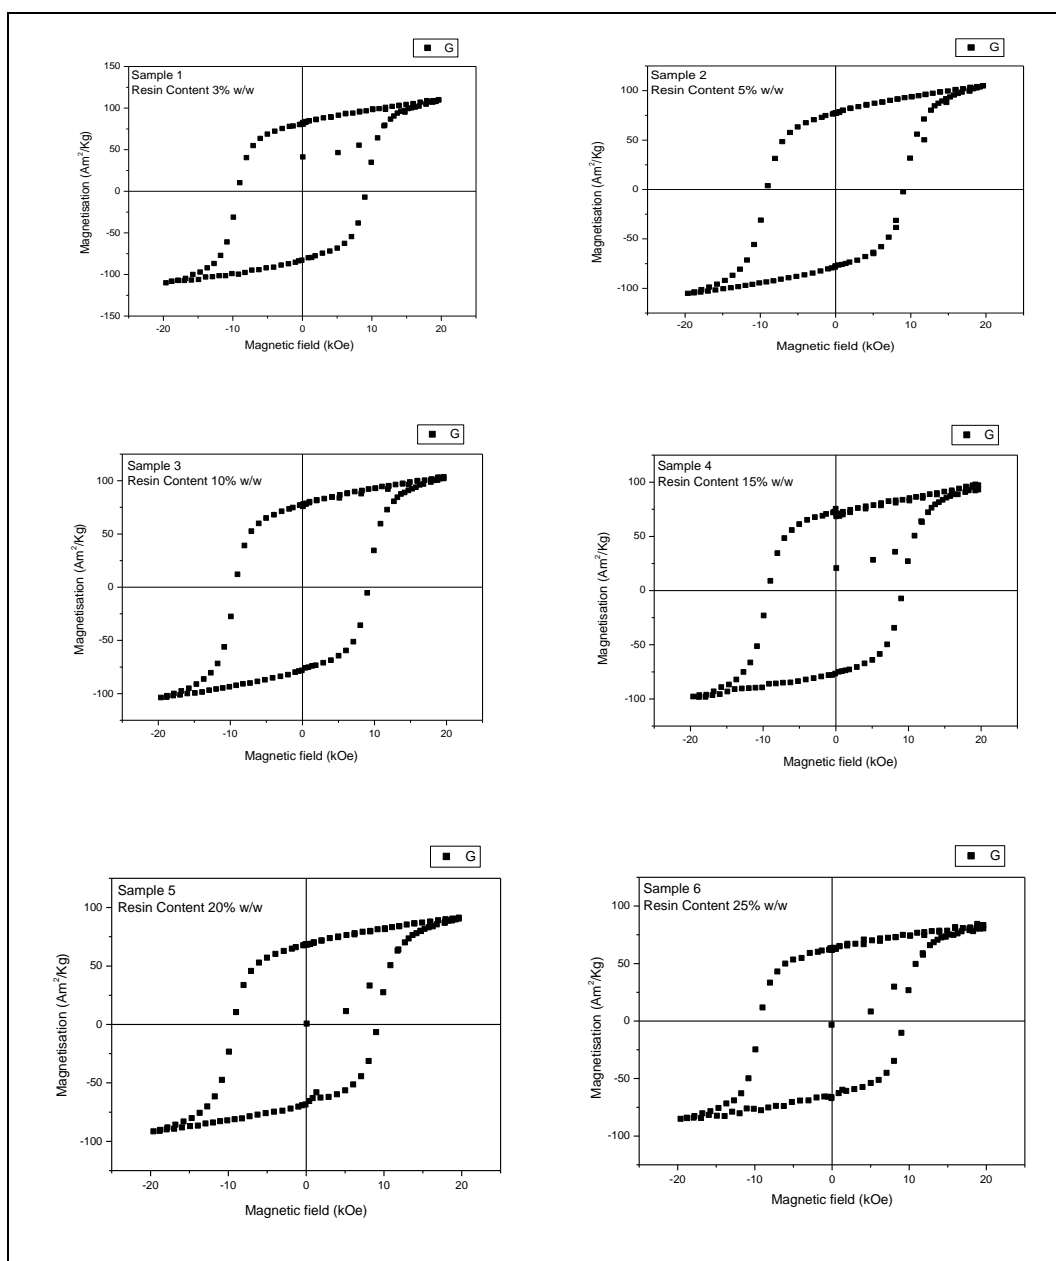 G
Sample 1
Resin Content 3% w/w
150
100
50
0
-50
-100
-150
-20 -10 0 10 20
Magnetisation (Am²/Kg)
Magnetic field (kOe)
G
Sample 2
Resin Content 5% w/w
100
50
0
-50
-100
-20 -10 0 10 20
Magnetisation (Am²/Kg)
Magnetic field (kOe)
G
Sample 3
Resin Content 10% w/w
100
50
0
-50
-100
-20 -10 0 10 20
Magnetisation (Am²/Kg)
Magnetic field (kOe)
G
Sample 4
Resin Content 15% w/w
100
50
0
-50
-100
-20 -10 0 10 20
Magnetisation (Am²/Kg)
Magnetic field (kOe)
G
Sample 5
Resin Content 20% w/w
100
50
0
-50
-100
-20 -10 0 10 20
Magnetisation (Am²/Kg)
Magnetic field (kOe)
G
Sample 6
Resin Content 25% w/w
100
50
0
-50
-100
-20 -10 0 10 20
Magnetisation (Am²/Kg)
Magnetic field (kOe)